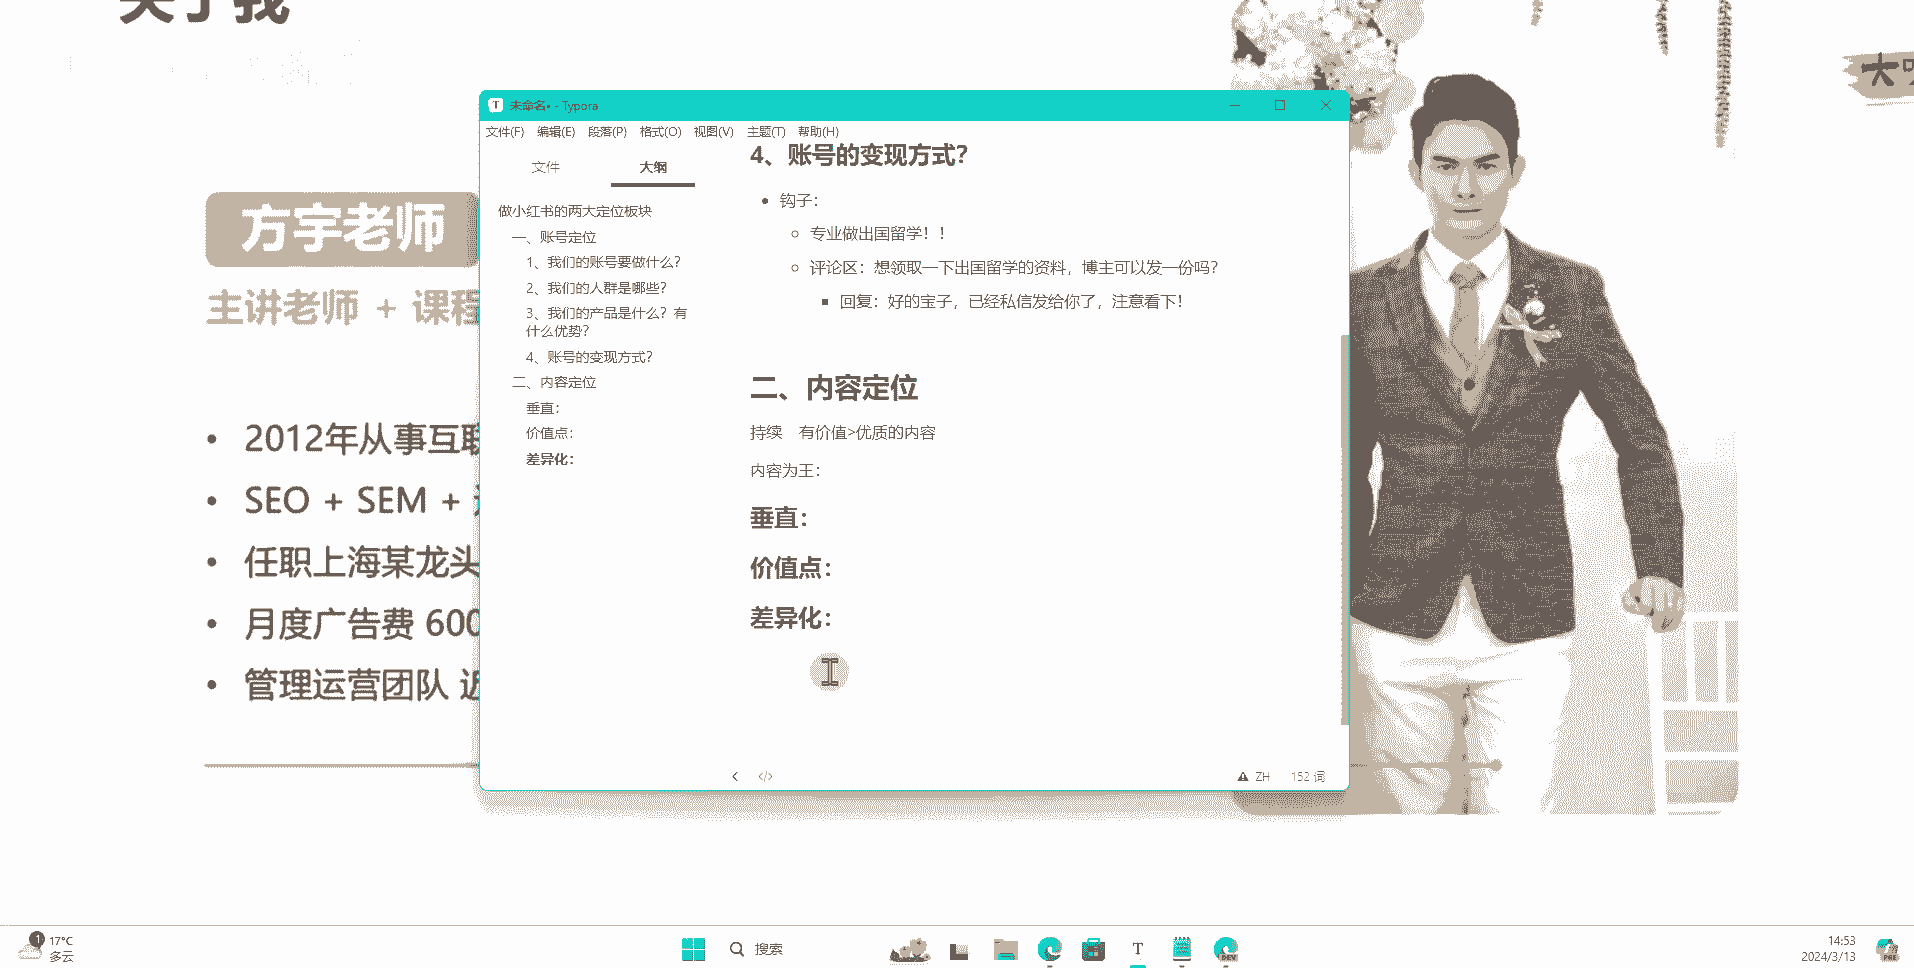 关于我
大咖
未命名• - Typora
文件(F) 编辑(E) 段落(P) 格式(O) 视图(V) 主题(T) 帮助(H)
文件 大纲
做小红书的两大定位板块
一、账号定位
1、我们的账号要做什么？
2、我们的人群是哪些？
3、我们的产品是什么？有
什么优势？
4、账号的变现方式？
二、内容定位
垂直：
价值点：
差异化：
4、账号的变现方式？
• 钩子：
○ 专业做出国留学！！
○ 评论区：想领取一下出国留学的资料，博主可以发一份吗？
▪ 回复：好的宝子，已经私信发给你了，注意看下！
二、内容定位
持续 有价值>优质的内容
内容为王：
垂直：
价值点：
差异化：
</> 
ZH 152 词
方宇老师
主讲老师 + 课程
• 2012年从事互联
• SEO + SEM +
• 任职上海某龙头
• 月度广告费 600
• 管理运营团队 近
1
17°C
多云
搜索
T
DEV
14:53
2024/3/13
PRE